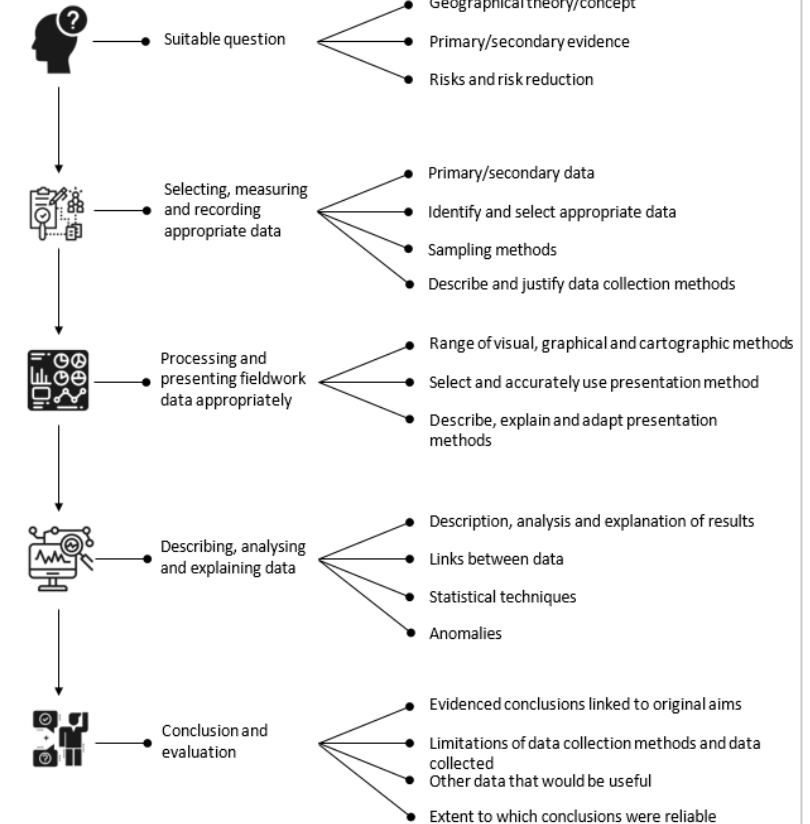 Geographical theory/concept
?
Suitable question
Primary/secondary evidence
Risks and risk reduction
Selecting, measuring
and recording
appropriate data
Primary/secondary data
Identify and select appropriate data
Sampling methods
Describe and justify data collection methods
Processing and
presenting fieldwork
data appropriately
Range of visual, graphical and cartographic methods
Select and accurately use presentation method
Describe, explain and adapt presentation
methods
Describing, analysing
and explaining data
Description, analysis and explanation of results
Links between data
Statistical techniques
Anomalies
Conclusion and
evaluation
?
Evidenced conclusions linked to original aims
Limitations of data collection methods and data
collected
Other data that would be useful
Extent to which conclusions were reliable